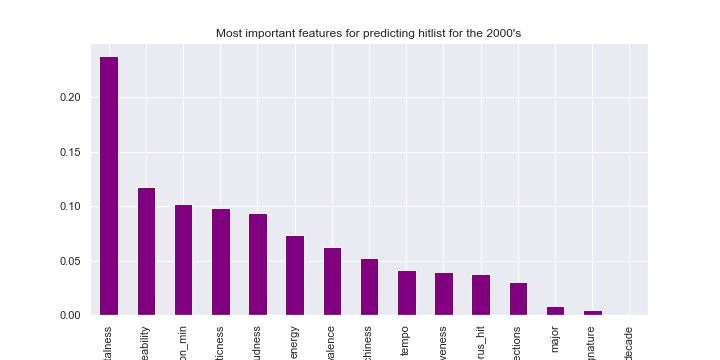 Most important features for predicting hitlist for the 2000's
0.20
0.15
0.10
0.05
0.00
talness
eability
on_min
ticness
udness
energy
valence
chiness
tempo
veness
rus_hit
ections
major
gnature
decade